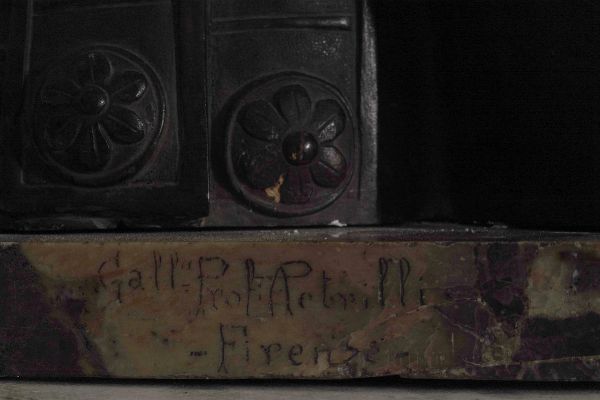 Gall.ª Prof. A. Petrilli
- Firenze -